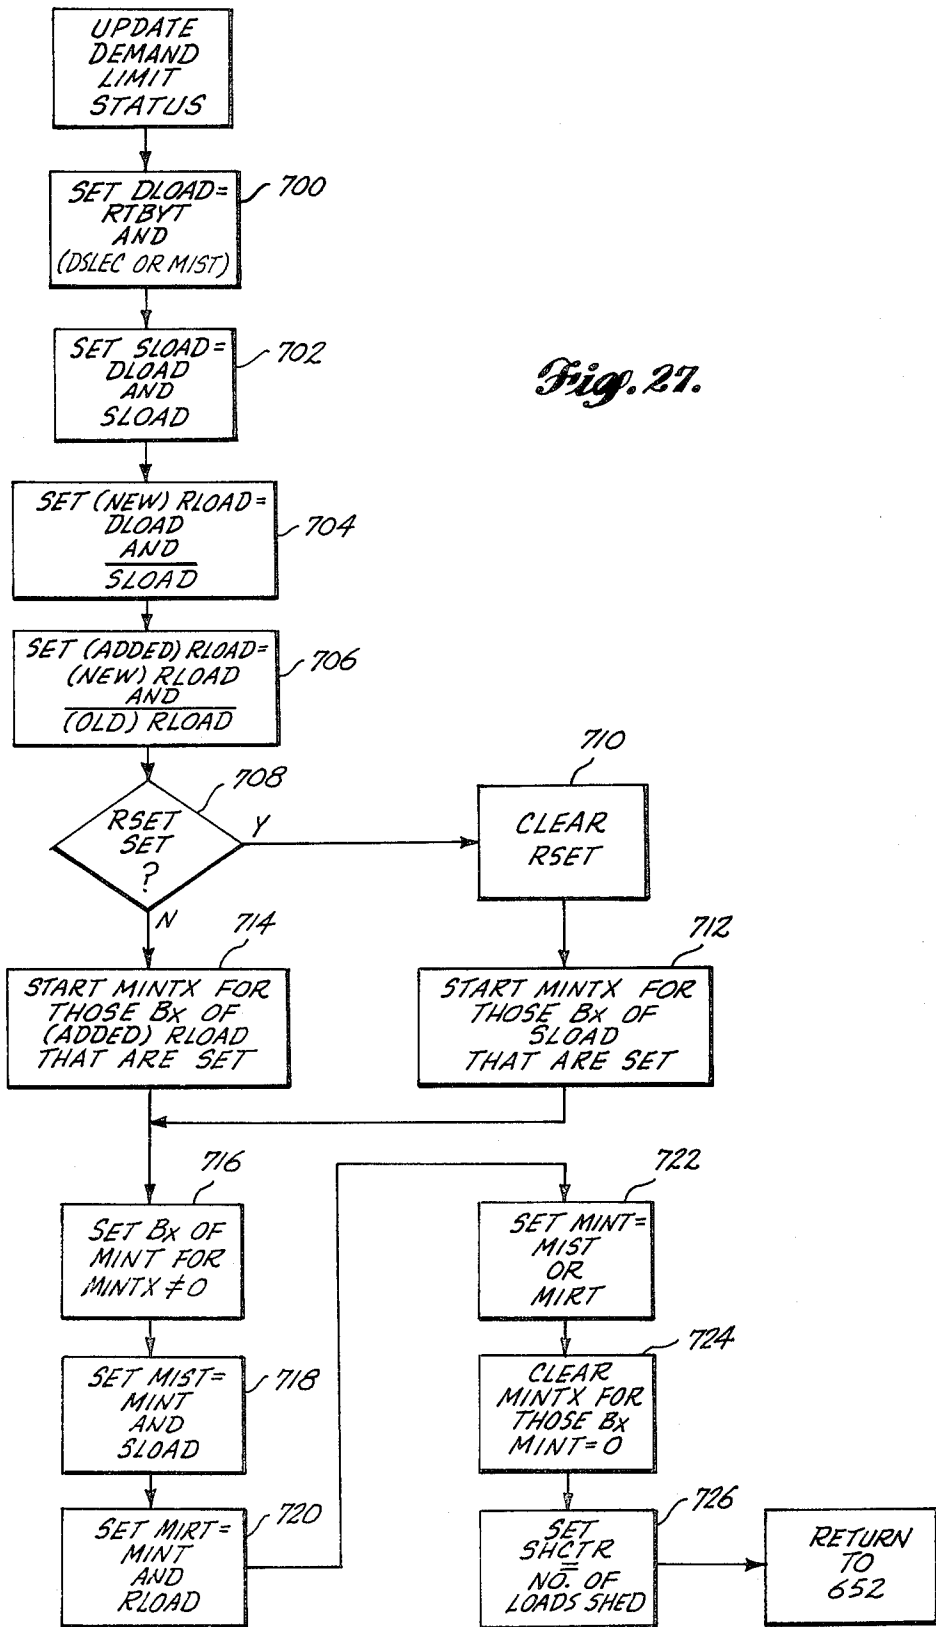 UPDATE
DEMAND
LIMIT
STATUS
700
SET DLOAD=
RTBYT
AND
(DSLEC OR MIST)
702
SET SLOAD=
DLOAD
AND
SLOAD
Fig. 27.
704
SET (NEW) RLOAD=
DLOAD
AND
SLOAD
706
SET (ADDED) RLOAD=
(NEW) RLOAD
AND
(OLD) RLOAD
708
RSET
SET
?
Y
N
710
CLEAR
RSET
714
START MINTX FOR
THOSE Bx OF
(ADDED) RLOAD
THAT ARE SET
712
START MINTX FOR
THOSE Bx OF
SLOAD
THAT ARE SET
716
SET Bx OF
MINT FOR
MINTX ≠ 0
718
SET MIST=
MINT
AND
SLOAD
720
SET MIRT=
MINT
AND
RLOAD
722
SET MINT=
MIST
OR
MIRT
724
CLEAR
MINTX FOR
THOSE Bx
MINT=0
726
SET
SHCTR
=
NO. OF
LOADS SHED
RETURN
TO
652